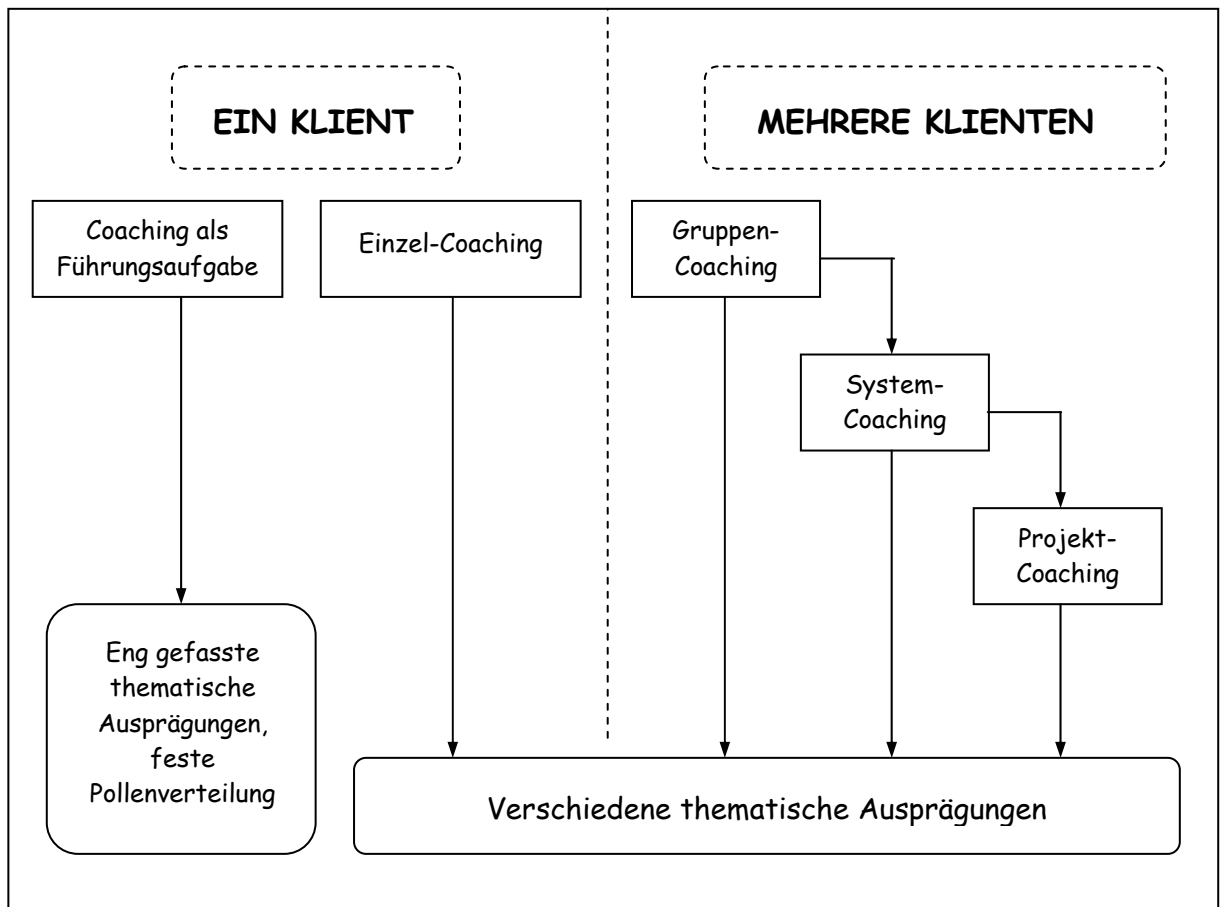 EIN KLIENT
MEHRERE KLIENTEN
Coaching als
Führungsaufgabe
Einzel-Coaching
Gruppen-
Coaching
System-
Coaching
Projekt-
Coaching
Eng gefasste
thematische
Ausprägungen,
feste
Pollenverteilung
Verschiedene thematische Ausprägungen